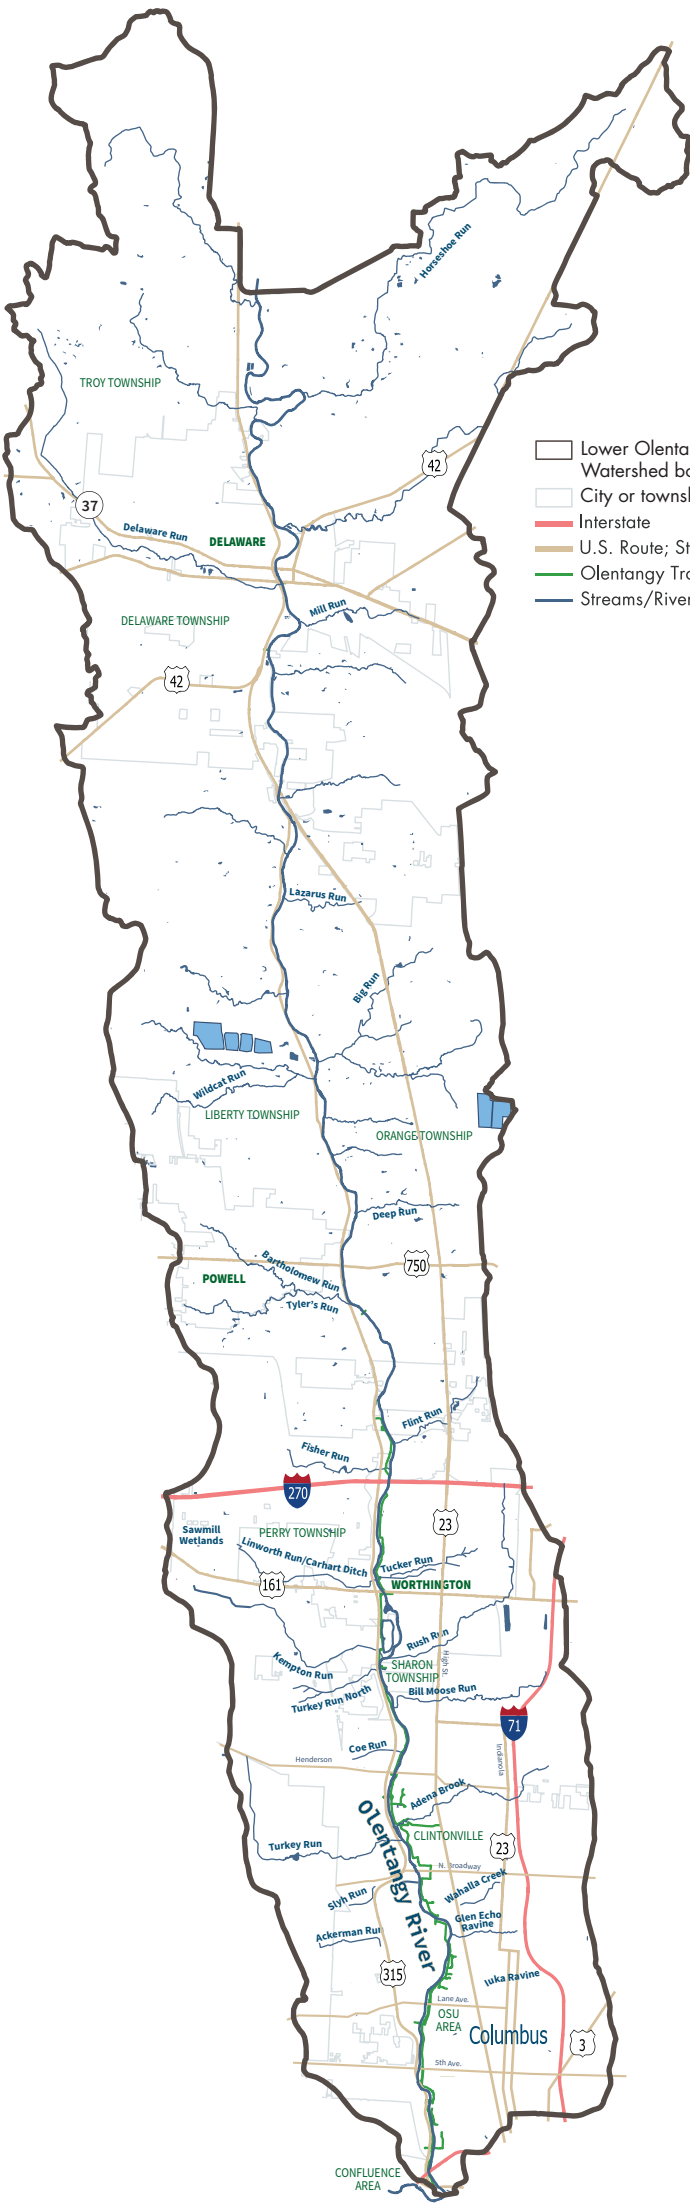 Horseshoe Run
TROY TOWNSHIP
42
Lower Olenta
Watershed bo
City or townsh
Interstate
U.S. Route; St
Olentangy Tra
Streams/River
37
Delaware Run
DELAWARE
Mill Run
DELAWARE TOWNSHIP
42
Lazarus Run
Big Run
Wildcat Run
LIBERTY TOWNSHIP
ORANGE TOWNSHIP
Deep Run
Bartholomew Run
750
POWELL
Tyler's Run
Flint Run
Fisher Run
270
23
Sawmill
Wetlands
PERRY TOWNSHIP
Linworth Run/Carhart Ditch
Tucker Run
161
WORTHINGTON
Rush Run
High St.
Kempton Run
SHARON
TOWNSHIP
Turkey Run North
Bill Moose Run
71
Coe Run
Henderson
Indianola
Adena Brook
Olentangy River
CLINTONVILLE
Turkey Run
23
N. Broadway
Wahalla Creek
Slyh Run
Glen Echo
Ravine
Ackerman Run
315
Iuka Ravine
Lane Ave.
OSU
AREA
Columbus
3
5th Ave.
CONFLUENCE
AREA